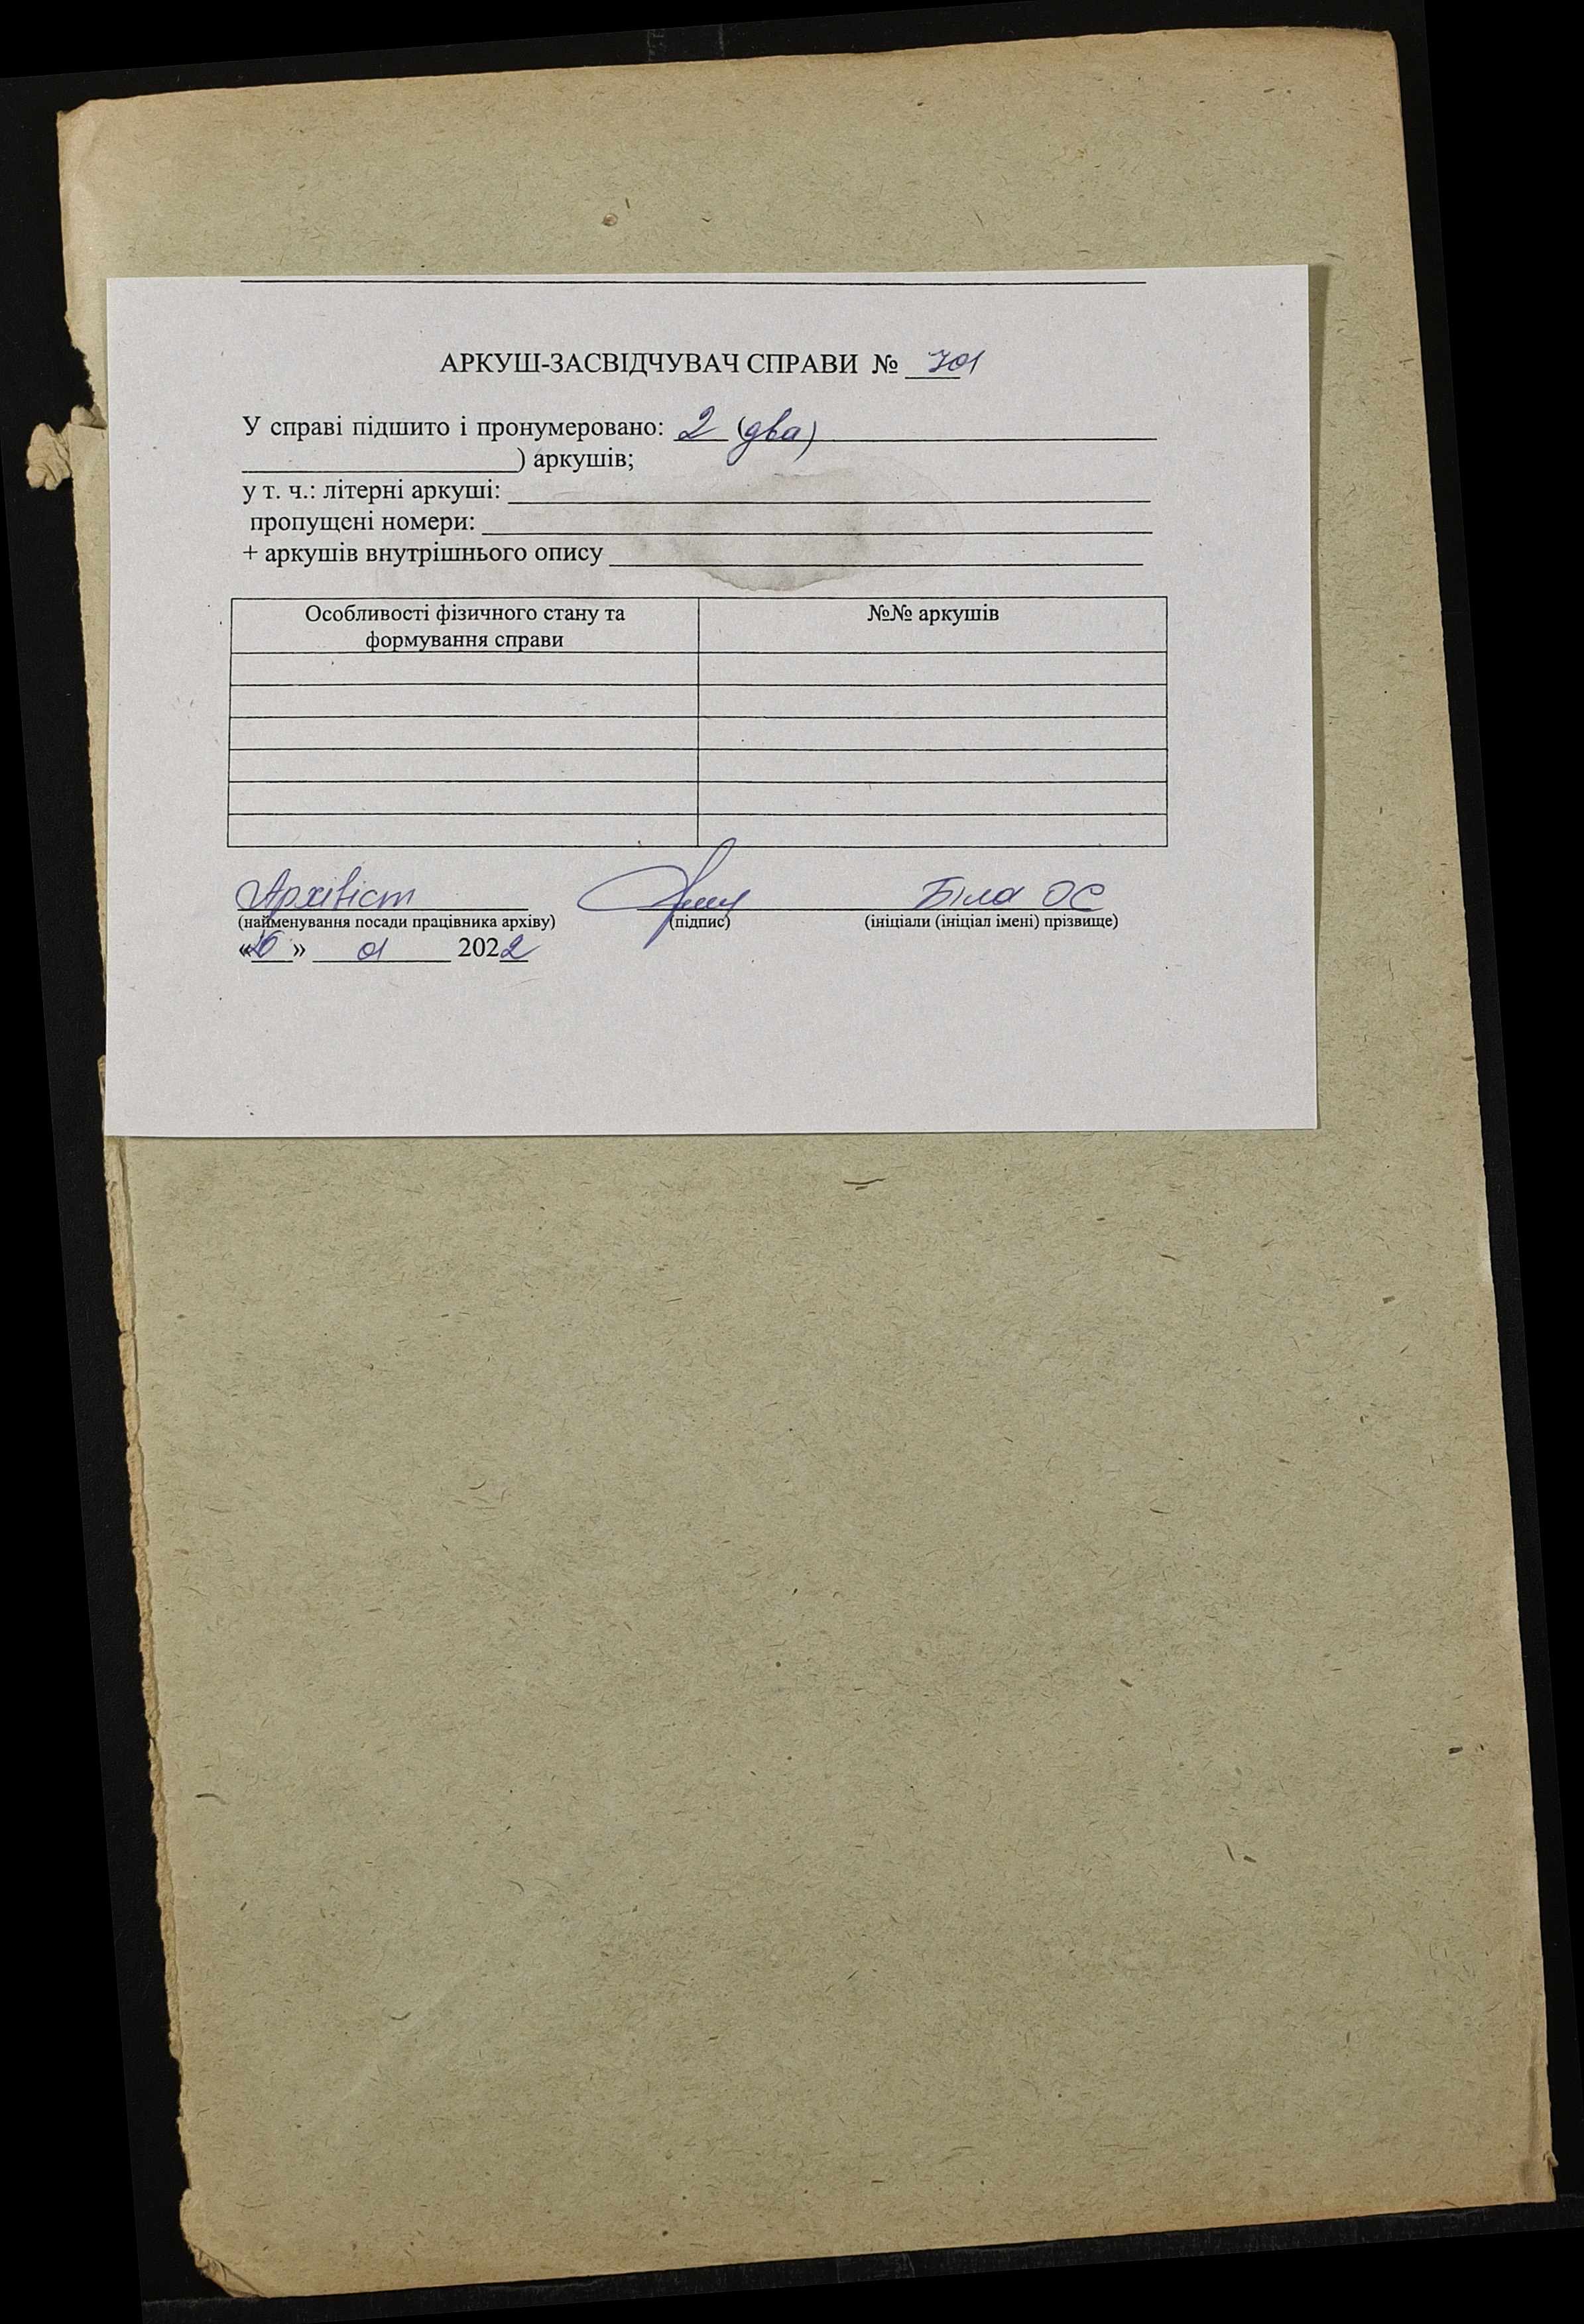 АРКУШ-ЗАСВІДЧУВАЧ СПРАВИ № 701
У справі підшито і пронумеровано: 2 (два)
) аркушів;
у т. ч.: літерні аркуші:
пропущені номери:
+ аркушів внутрішнього опису
Особливості фізичного стану та формування справи
№№ аркушів
Архівіст Біла ОС
(найменування посади працівника архіву) (підпис) (ініціали (ініціал імені) прізвище)
«26» 01 2022